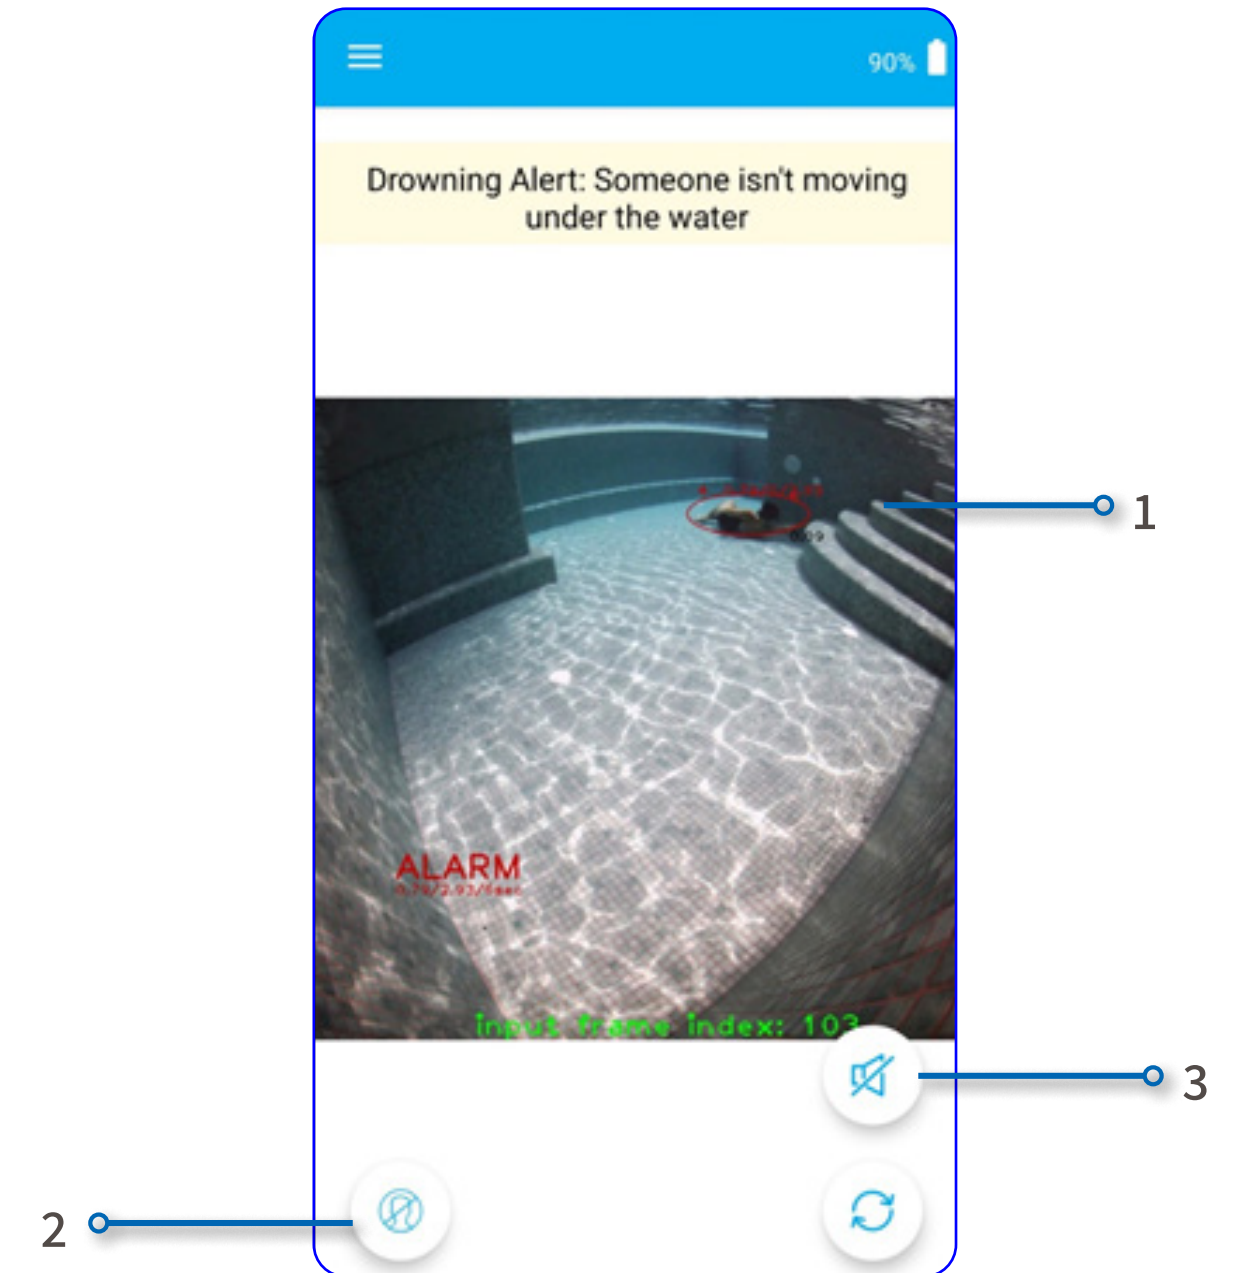 90%
Drowning Alert: Someone isn't moving
under the water
1
ALARM
input frame index: 103
3
2